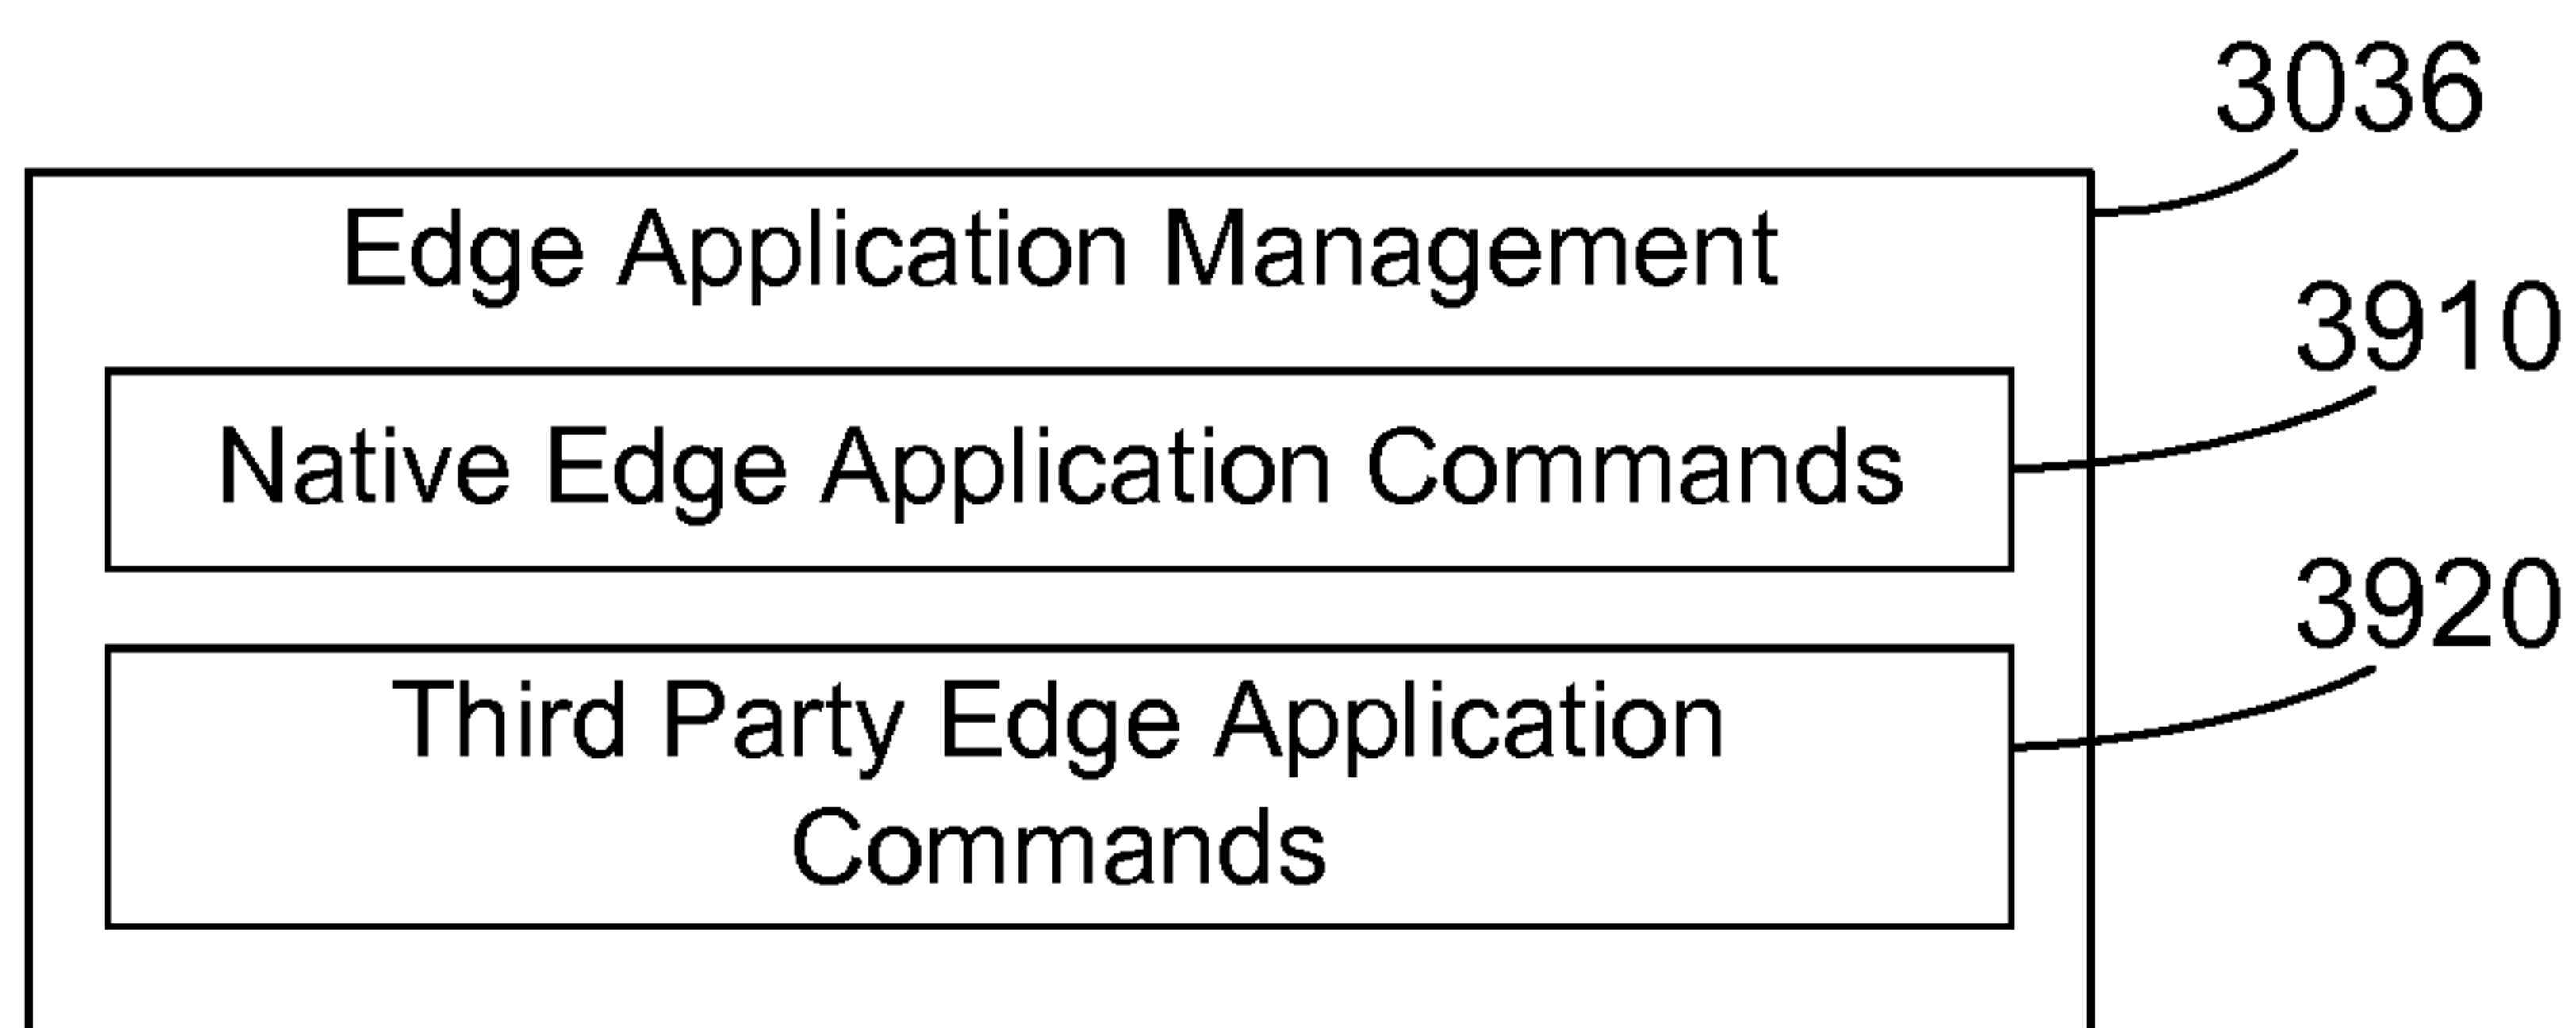 3036
Edge Application Management
3910
Native Edge Application Commands
3920
Third Party Edge Application
Commands